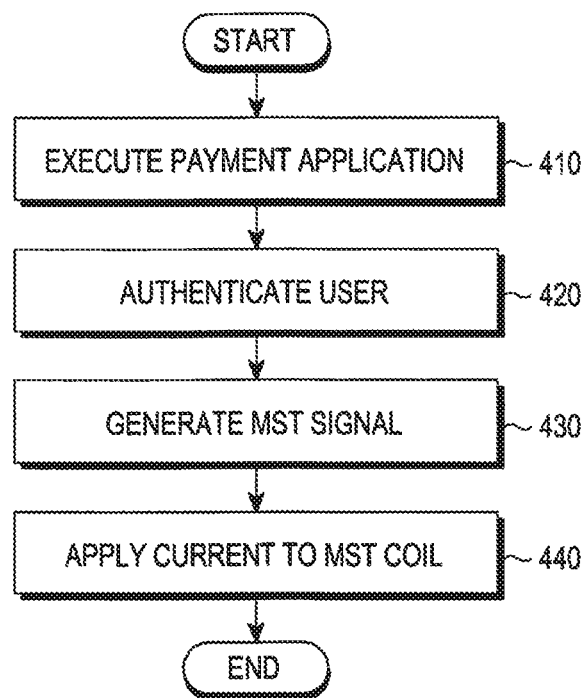 START
EXECUTE PAYMENT APPLICATION
410
AUTHENTICATE USER
420
GENERATE MST SIGNAL
430
APPLY CURRENT TO MST COIL
440
END